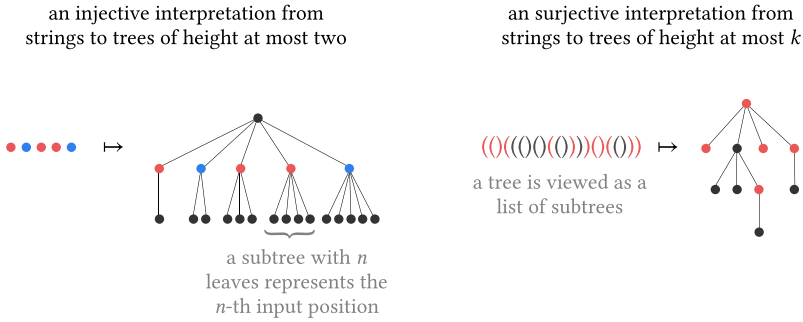 an injective interpretation from
strings to trees of height at most two
an surjective interpretation from
strings to trees of height at most k
↦
(()((()()(())))()(()))
↦
a tree is viewed as a
list of subtrees
a subtree with n
leaves represents the
n-th input position